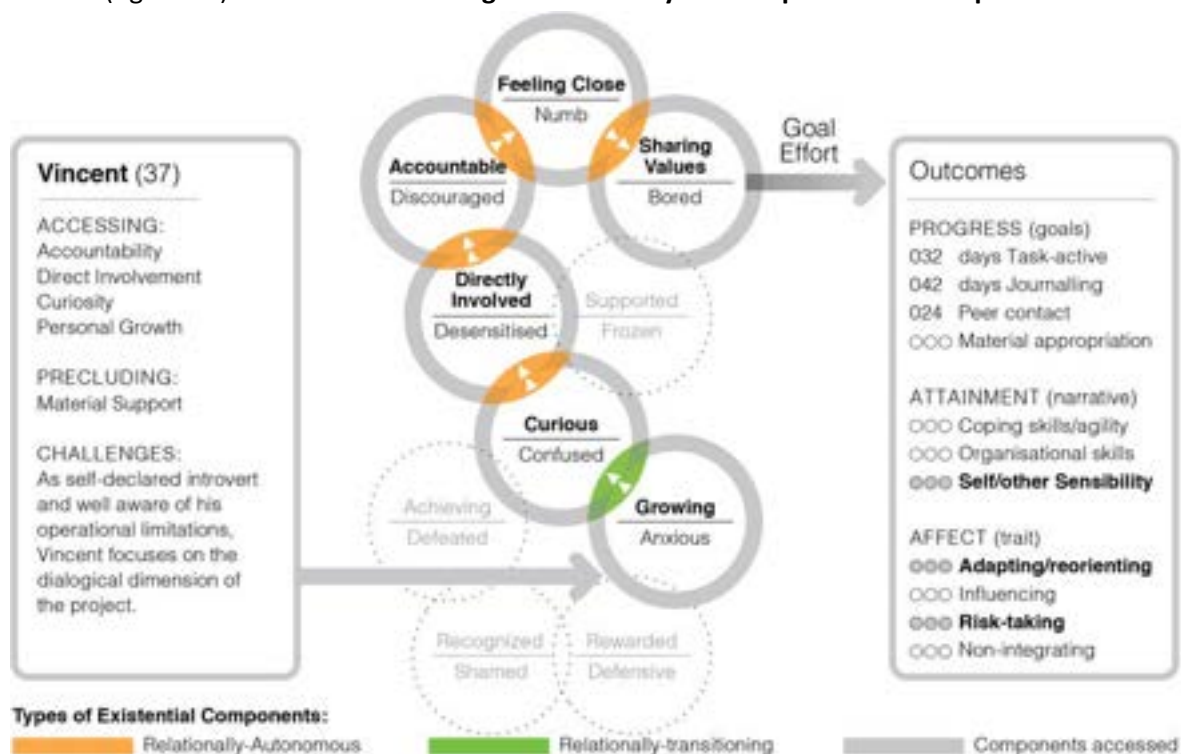 Feeling Close
Numb
Accountable
Discouraged
Sharing
Values
Bored
Goal
Effort
Directly
Involved
Desensitised
Supported
Frozen
Curious
Confused
Achieving
Defeated
Growing
Anxious
Recognized
Shamed
Rewarded
Defensive
Vincent (37)
ACCESSING:
Accountability
Direct Involvement
Curiosity
Personal Growth
PRECLUDING:
Material Support
CHALLENGES:
As self-declared introvert
and well aware of his
operational limitations,
Vincent focuses on the
dialogical dimension of
the project.
Outcomes
PROGRESS (goals)
032 days Task-active
042 days Journalling
024 Peer contact
Material appropriation
ATTAINMENT (narrative)
Coping skills/agility
Organisational skills
Self/other Sensibility
AFFECT (trait)
Adapting/reorienting
Influencing
Risk-taking
Non-integrating
Types of Existential Components:
Relationally-Autonomous
Relationally-transitioning
Components accessed